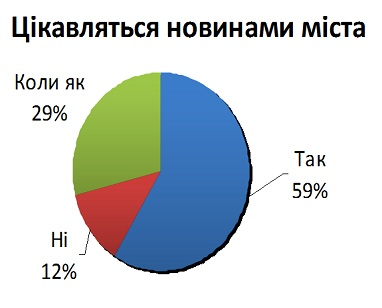 Цікавляться новинами міста
Коли як
29%
Так
59%
Ні
12%